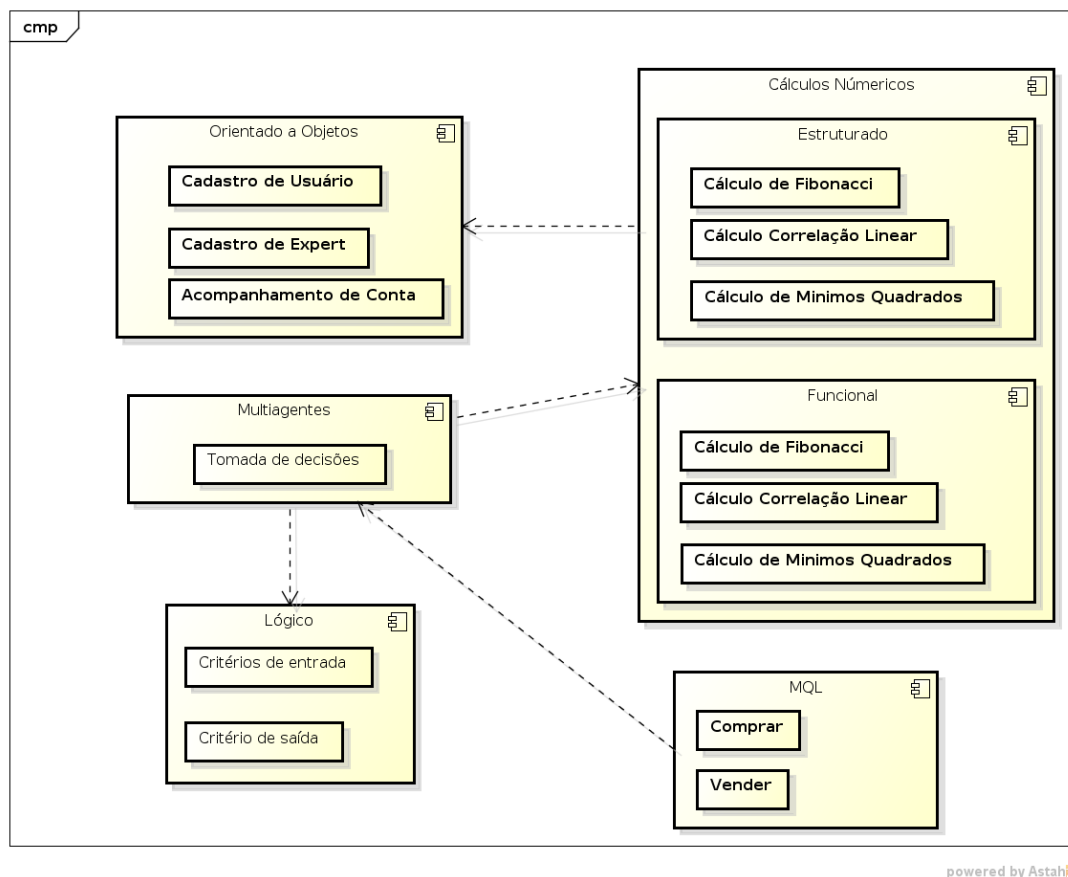 cmp
Orientado a Objetos
Cadastro de Usuário
Cadastro de Expert
Acompanhamento de Conta
Cálculos Númericos
Estruturado
Cálculo de Fibonacci
Cálculo Correlação Linear
Cálculo de Minimos Quadrados
Multiagentes
Tomada de decisões
Funcional
Cálculo de Fibonacci
Cálculo Correlação Linear
Cálculo de Minimos Quadrados
Lógico
Critérios de entrada
Critério de saída
MQL
Comprar
Vender
powered by Astah